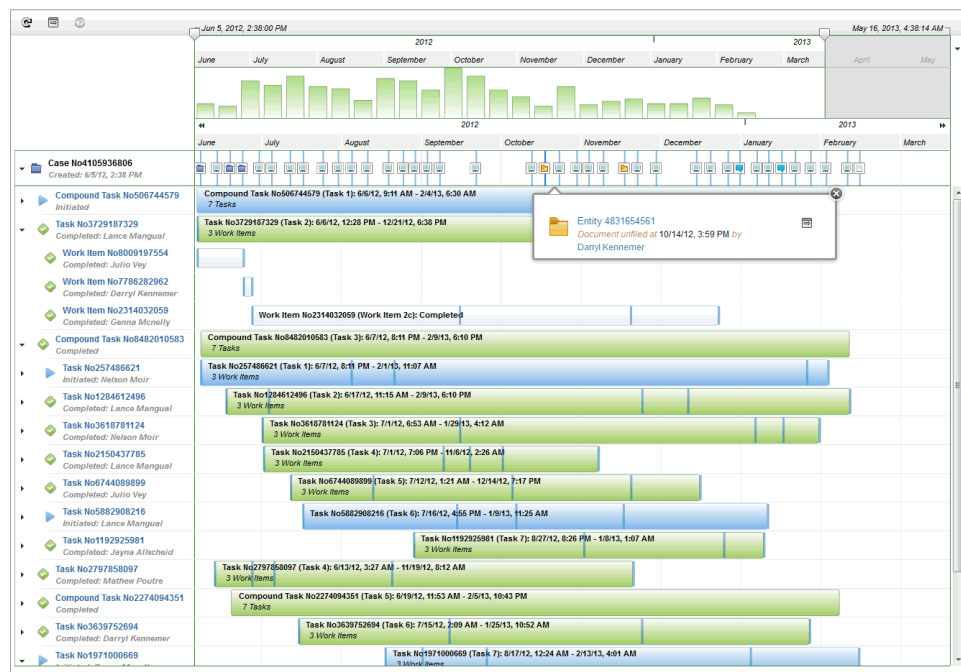 Jun 5, 2012, 2:38:00 PM
May 16, 2013, 4:38:14 AM
2012
2013
June July August September October November December January February March April May
2012
2013
June July August September October November December January February March
Case No4105936806
Created: 6/5/12, 2:38 PM
Compound Task No506744579
Initiated
Compound Task No506744579 (Task 1): 6/6/12, 9:11 AM - 2/4/13, 6:30 AM
7 Tasks
Entity 4831654561
Document unfiled at 10/14/12, 3:59 PM by
Darryl Kennemer
Task No3729187329
Completed: Lance Mangual
Task No3729187329 (Task 2): 6/6/12, 12:28 PM - 12/21/12, 6:38 PM
3 Work Items
Work Item No8009197554
Completed: Julio Vey
Work Item No7786282962
Completed: Darryl Kennemer
Work Item No2314032059
Completed: Genna Mcnelly
Work Item No2314032059 (Work Item 2c): Completed
Compound Task No8482010583
Completed
Compound Task No8482010583 (Task 3): 6/7/12, 8:11 PM - 2/9/13, 6:10 PM
7 Tasks
Task No257486621
Initiated: Nelson Moir
Task No257486621 (Task 1): 6/7/12, 8:11 PM - 2/1/13, 11:07 AM
3 Work Items
Task No1284612496
Completed: Lance Mangual
Task No1284612496 (Task 2): 6/17/12, 11:15 AM - 2/9/13, 6:10 PM
3 Work Items
Task No3618781124
Completed: Nelson Moir
Task No3618781124 (Task 3): 7/1/12, 6:53 AM - 1/29/13, 4:12 AM
3 Work Items
Task No2150437785
Completed: Lance Mangual
Task No2150437785 (Task 4): 7/1/12, 7:06 PM - 11/6/12, 2:26 AM
3 Work Items
Task No6744089899
Completed: Julio Vey
Task No6744089899 (Task 5): 7/12/12, 1:21 AM - 12/14/12, 7:17 PM
3 Work Items
Task No5882908216
Initiated: Lance Mangual
Task No5882908216 (Task 6): 7/16/12, 4:55 PM - 1/9/13, 11:25 AM
Task No1192925981
Completed: Jayna Allscheid
Task No1192925981 (Task 7): 8/27/12, 8:26 PM - 1/8/13, 1:07 AM
3 Work Items
Task No2797858097
Completed: Mathew Poutre
Task No2797858097 (Task 4): 6/13/12, 3:27 AM - 11/19/12, 8:12 AM
3 Work Items
Compound Task No2274094351
Completed
Compound Task No2274094351 (Task 5): 6/19/12, 11:53 AM - 2/5/13, 10:43 PM
7 Tasks
Task No3639752694
Completed: Darryl Kennemer
Task No3639752694 (Task 6): 7/15/12, 2:09 AM - 1/25/13, 10:52 AM
3 Work Items
Task No1971000669
Task No1971000669 (Task 7): 8/17/12, 12:24 AM - 2/13/13, 4:01 AM
3 Work Items